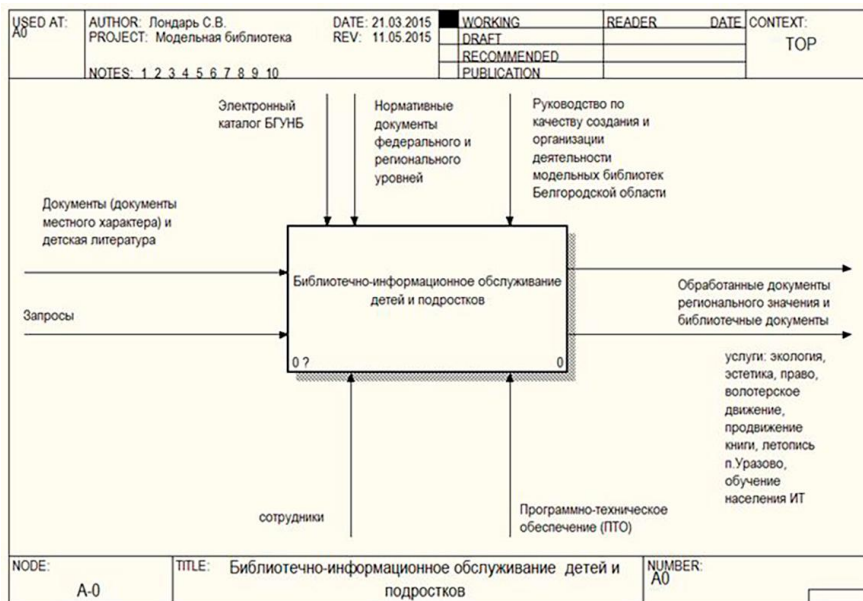 USED AT:
A0
AUTHOR: Лондарь С.В.
DATE: 21.03.2015
PROJECT: Модельная библиотека
REV: 11.05.2015
NOTES: 1 2 3 4 5 6 7 8 9 10
WORKING
DRAFT
RECOMMENDED
PUBLICATION
READER
DATE
CONTEXT:
TOP
Электронный
каталог БГУНБ
Нормативные
документы
федерального и
регионального
уровней
Руководство по
качеству создания и
организации
деятельности
модельных библиотек
Белгородской области
Документы (документы
местного характера) и
детская литература
Запросы
Библиотечно-информационное обслуживание
детей и подростков
0 ?
0
Обработанные документы
регионального значения и
библиотечные документы
услуги: экология,
эстетика, право,
волотерское
движение,
продвижение
книги, летопись
п.Уразово,
обучение
населения ИТ
сотрудники
Программно-техническое
обеспечение (ПТО)
NODE:
A-0
TITLE:
Библиотечно-информационное обслуживание детей и
подростков
NUMBER:
A0